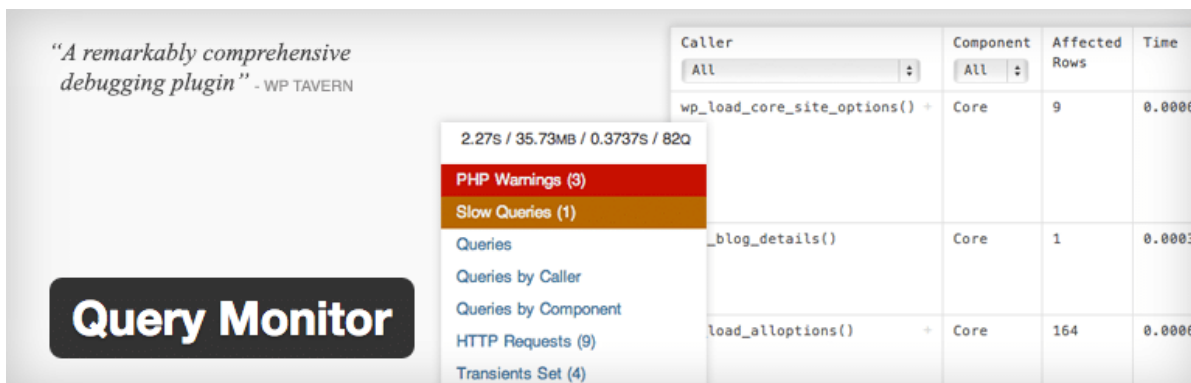 “A remarkably comprehensive
debugging plugin” - WP TAVERN
Query Monitor
2.27s / 35.73MB / 0.3737s / 82Q
PHP Warnings (3)
Slow Queries (1)
Queries
Queries by Caller
Queries by Component
HTTP Requests (9)
Transients Set (4)
Caller Component Affected Time
Rows
All All
wp_load_core_site_options() + Core 9
_blog_details() Core 1
load_alloptions() + Core 164